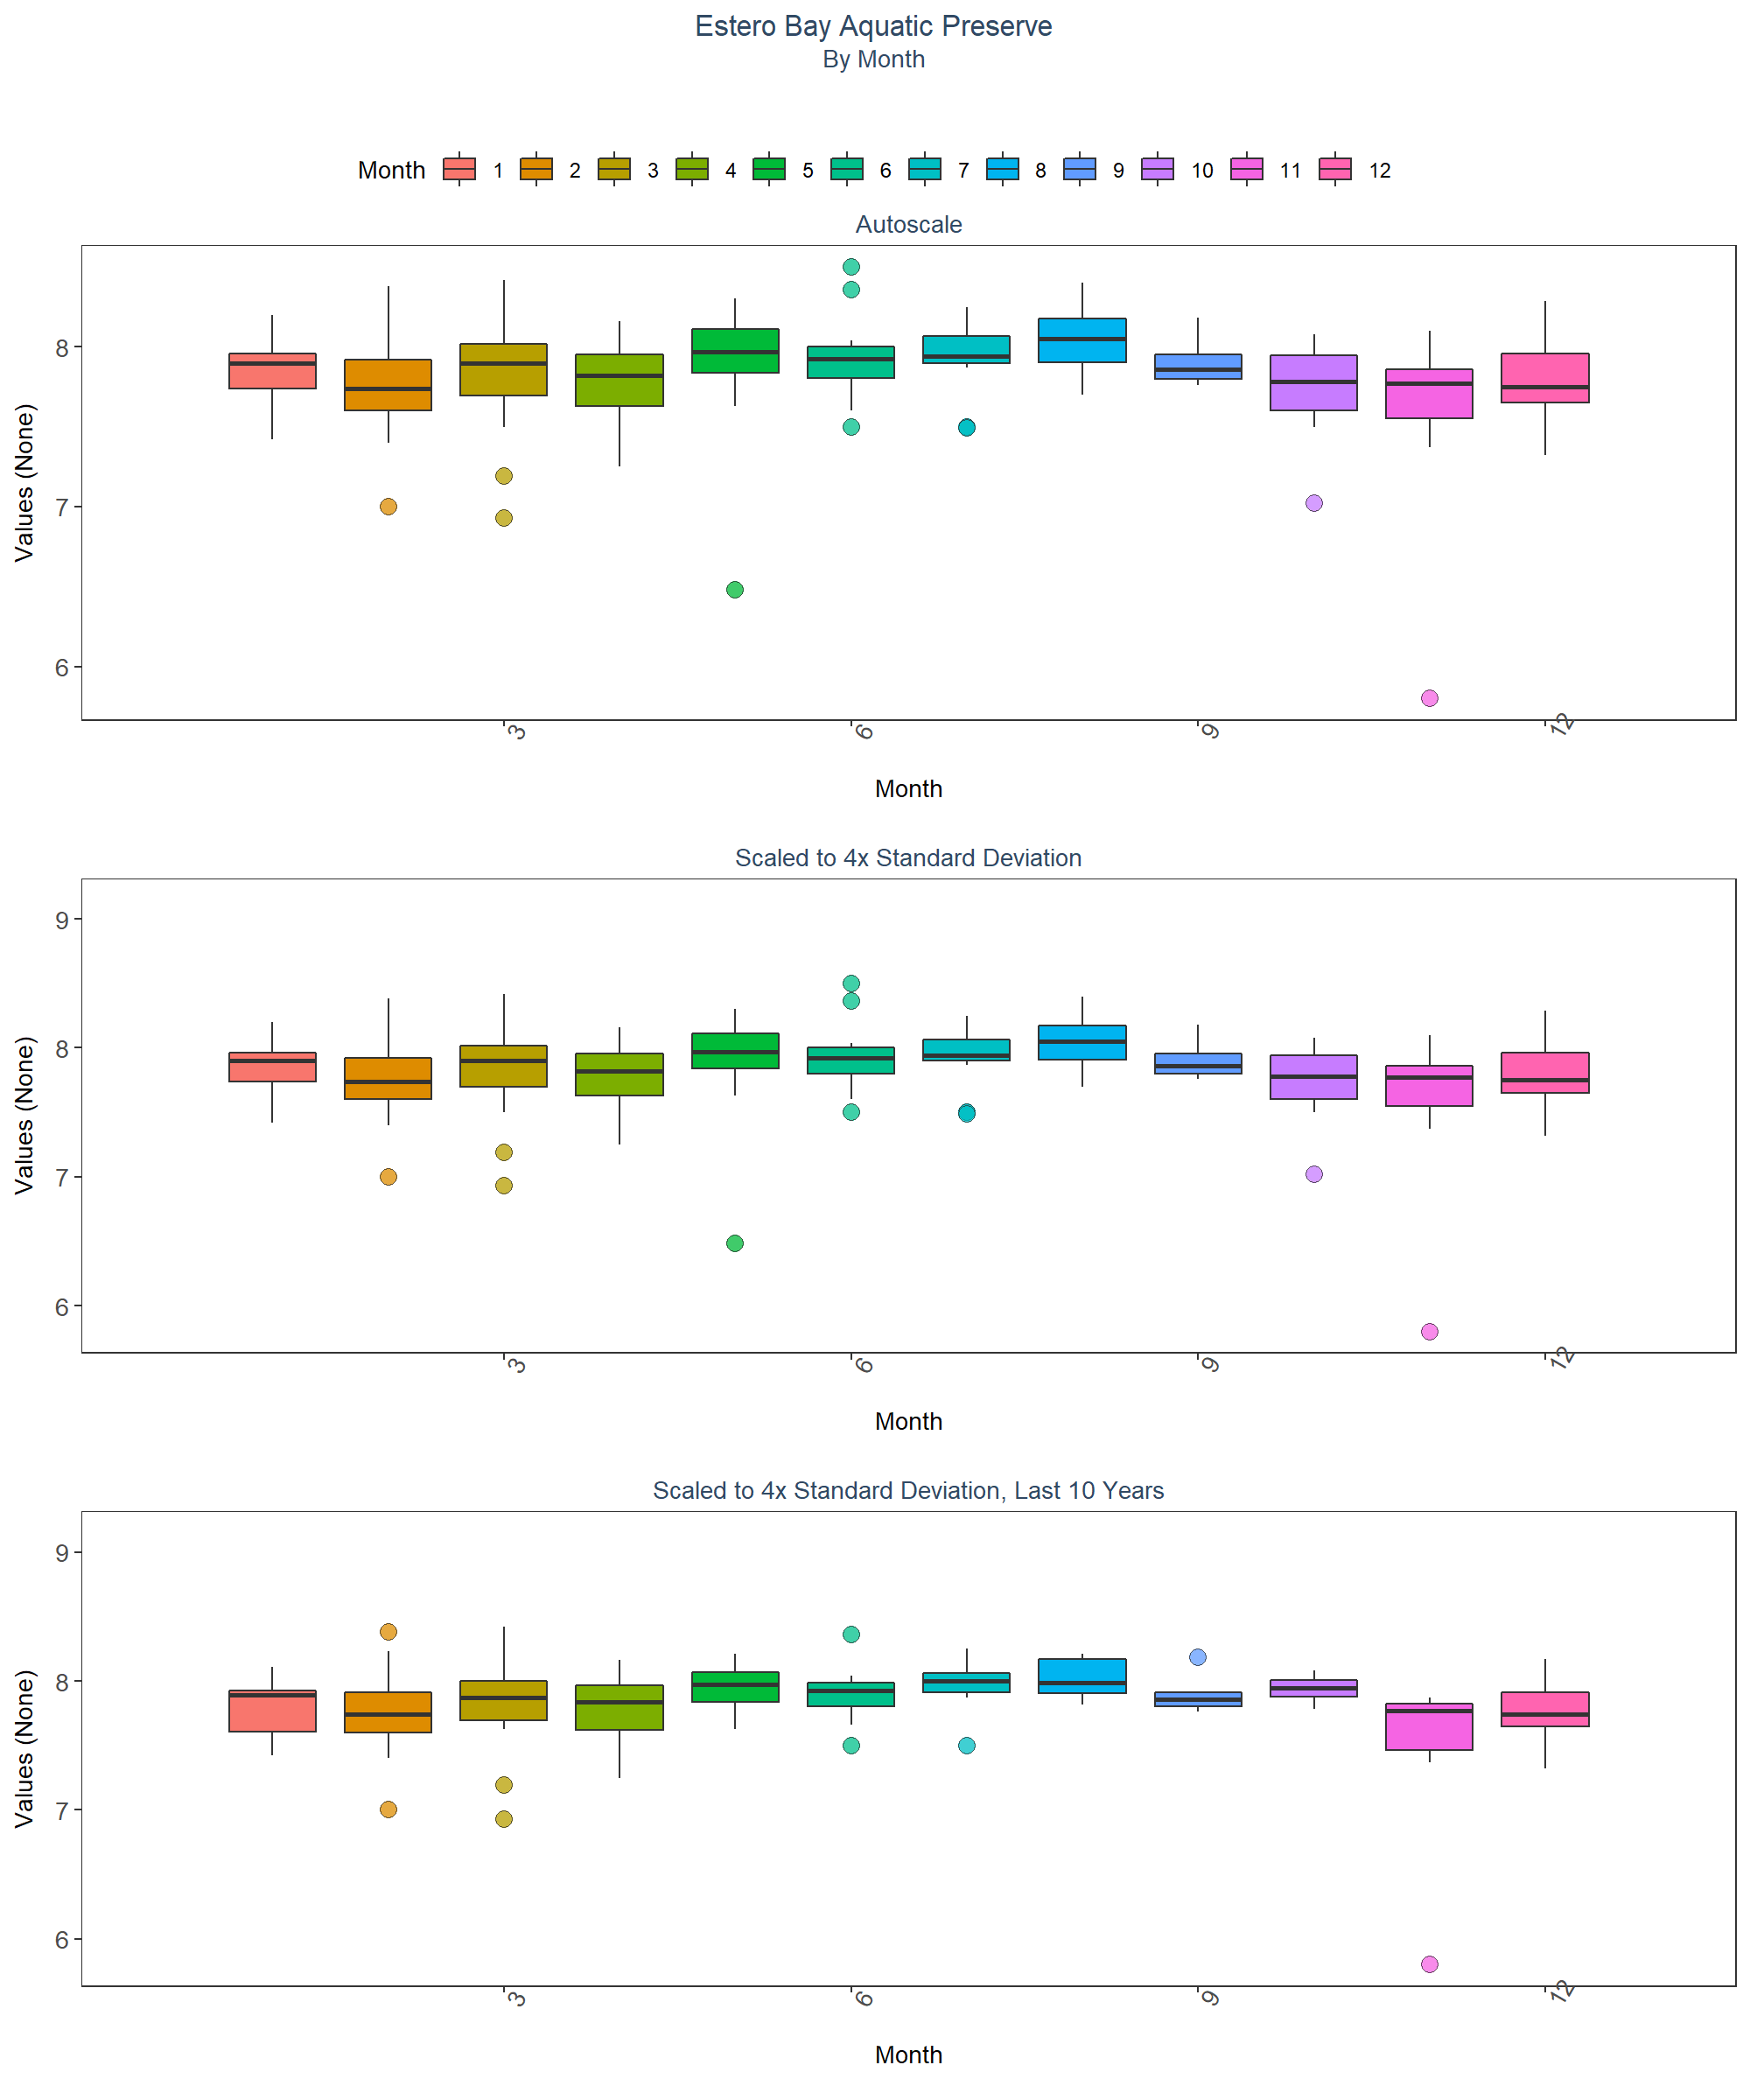 Estero Bay Aquatic Preserve
By Month
Month 1 2 3 4 5 6 7 8 9 10 11 12
Autoscale
Values (None)
8
7
6
3 6 9 12
Month
Scaled to 4x Standard Deviation
Values (None)
9
8
7
6
3 6 9 12
Month
Scaled to 4x Standard Deviation, Last 10 Years
Values (None)
9
8
7
6
3 6 9 12
Month